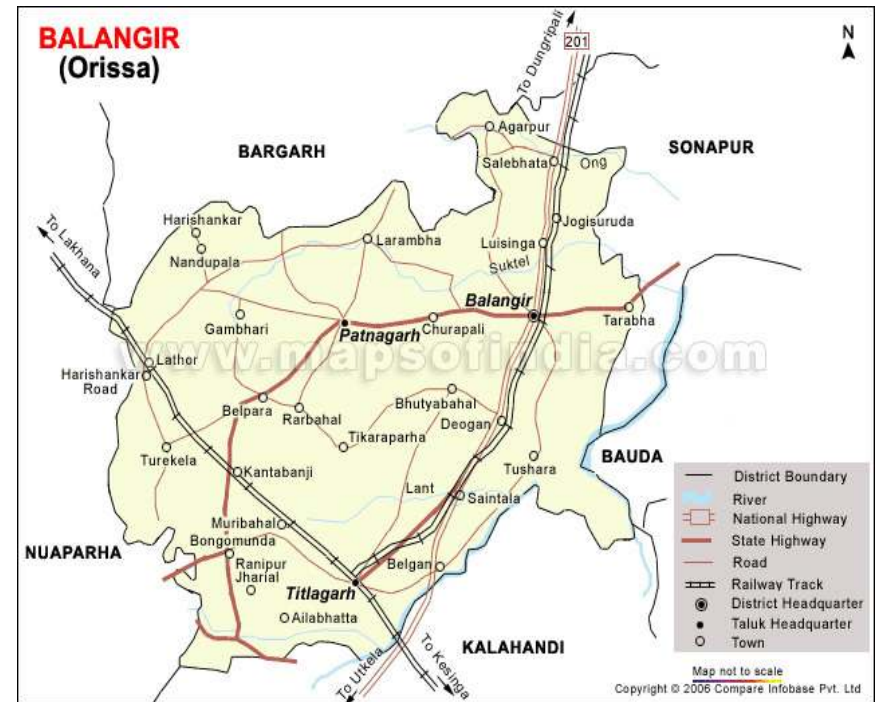 BALANGIR
(Orissa)
N
201
To Dungripali
Agarpur
SONAPUR
BARGARH
Salebhata
Ong
To Lakhana
Harishankar
Jogisuruda
Larambha
Luisinga
Nandupala
Suktel
Balangir
Gambhari
Churapali
Tarabha
Patnagarh
www.mapsofindia.com
Lathor
Harishankar
Road
Bhutyabahal
Belpara
Rarbahal
Deogan
Tikaraparha
Turekela
Tushara
BAUDA
Kantabanji
Lant
Saintala
Muribahal
Bongomunda
NUAPARHA
Ranipur
Jharial
Belgan
Titlagarh
Ailabhatta
KALAHANDI
To Utkela
To Kesinga
District Boundary
River
National Highway
State Highway
Road
Railway Track
District Headquarter
Taluk Headquarter
Town
Map not to scale
Copyright © 2006 Compare Infobase Pvt. Ltd